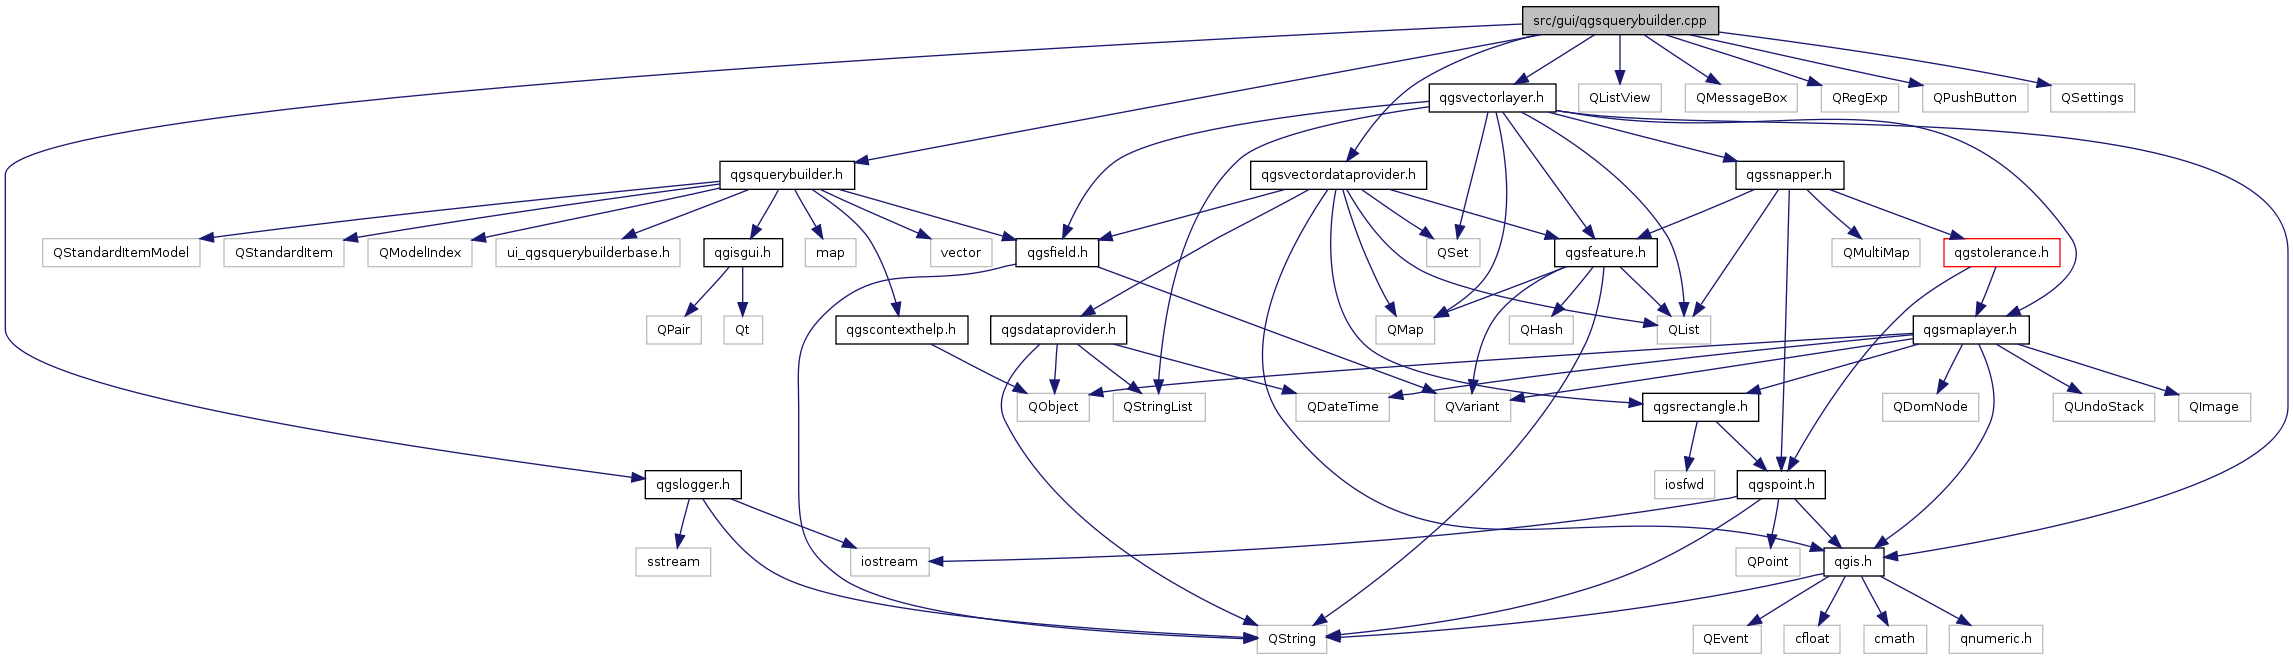 src/gui/qgsquerybuilder.cpp
qgsvectorlayer.h
QListView
QMessageBox
QRegExp
QPushButton
QSettings
qgsquerybuilder.h
qgsvectordataprovider.h
qgssnapper.h
QStandardItemModel
QStandardItem
QModelIndex
ui_qgsquerybuilderbase.h
qgisgui.h
map
vector
qgsfield.h
QSet
qgsfeature.h
QMultiMap
qgstolerance.h
QPair
Qt
qgscontexthelp.h
qgsdataprovider.h
QMap
QHash
QList
qgsmaplayer.h
QObject
QStringList
QDateTime
QVariant
qgsrectangle.h
QDomNode
QUndoStack
QImage
qgslogger.h
iosfwd
qgspoint.h
sstream
iostream
QPoint
qgis.h
QString
QEvent
cfloat
cmath
qnumeric.h